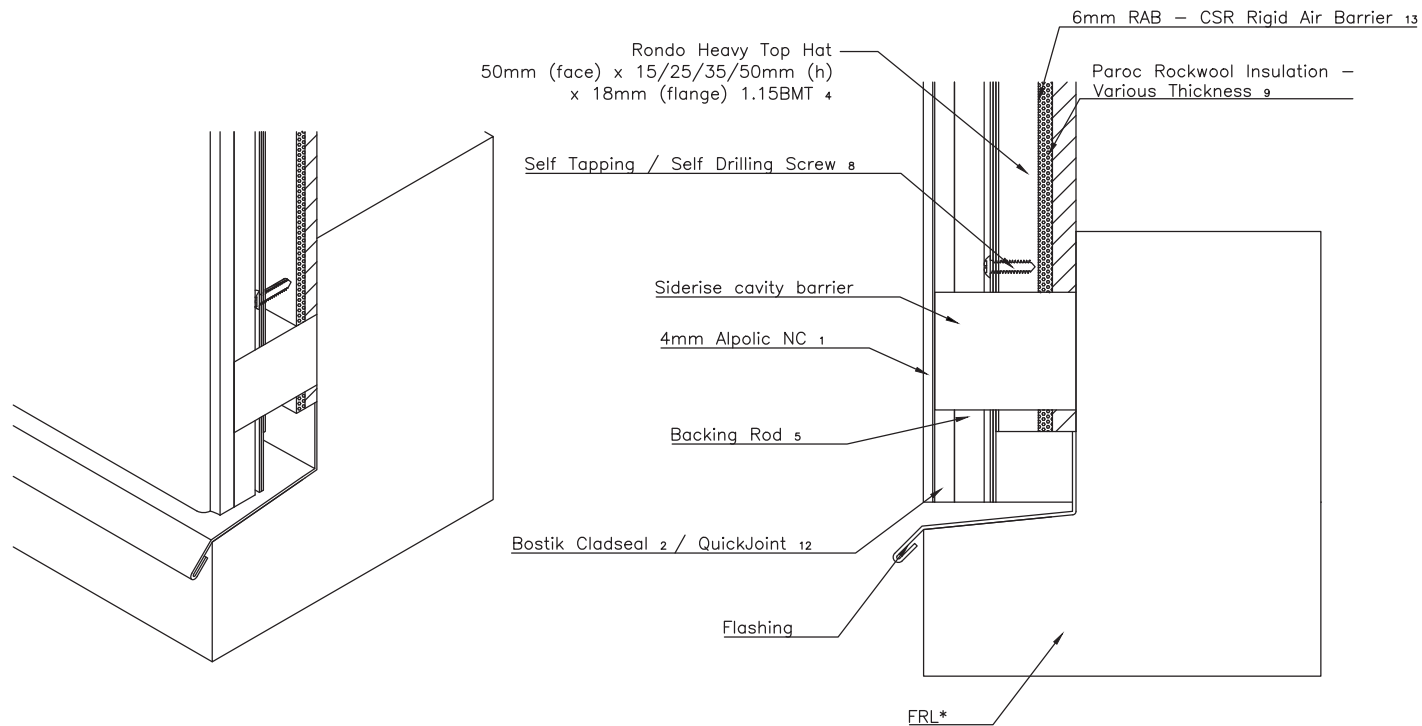 6mm RAB – CSR Rigid Air Barrier 13
Rondo Heavy Top Hat
50mm (face) x 15/25/35/50mm (h)
x 18mm (flange) 1.15BMT 4
Paroc Rockwool Insulation –
Various Thickness 9
Self Tapping / Self Drilling Screw 8
Siderise cavity barrier
4mm Alpolic NC 1
Backing Rod 5
Bostik Cladseal 2 / QuickJoint 12
Flashing
FRL*